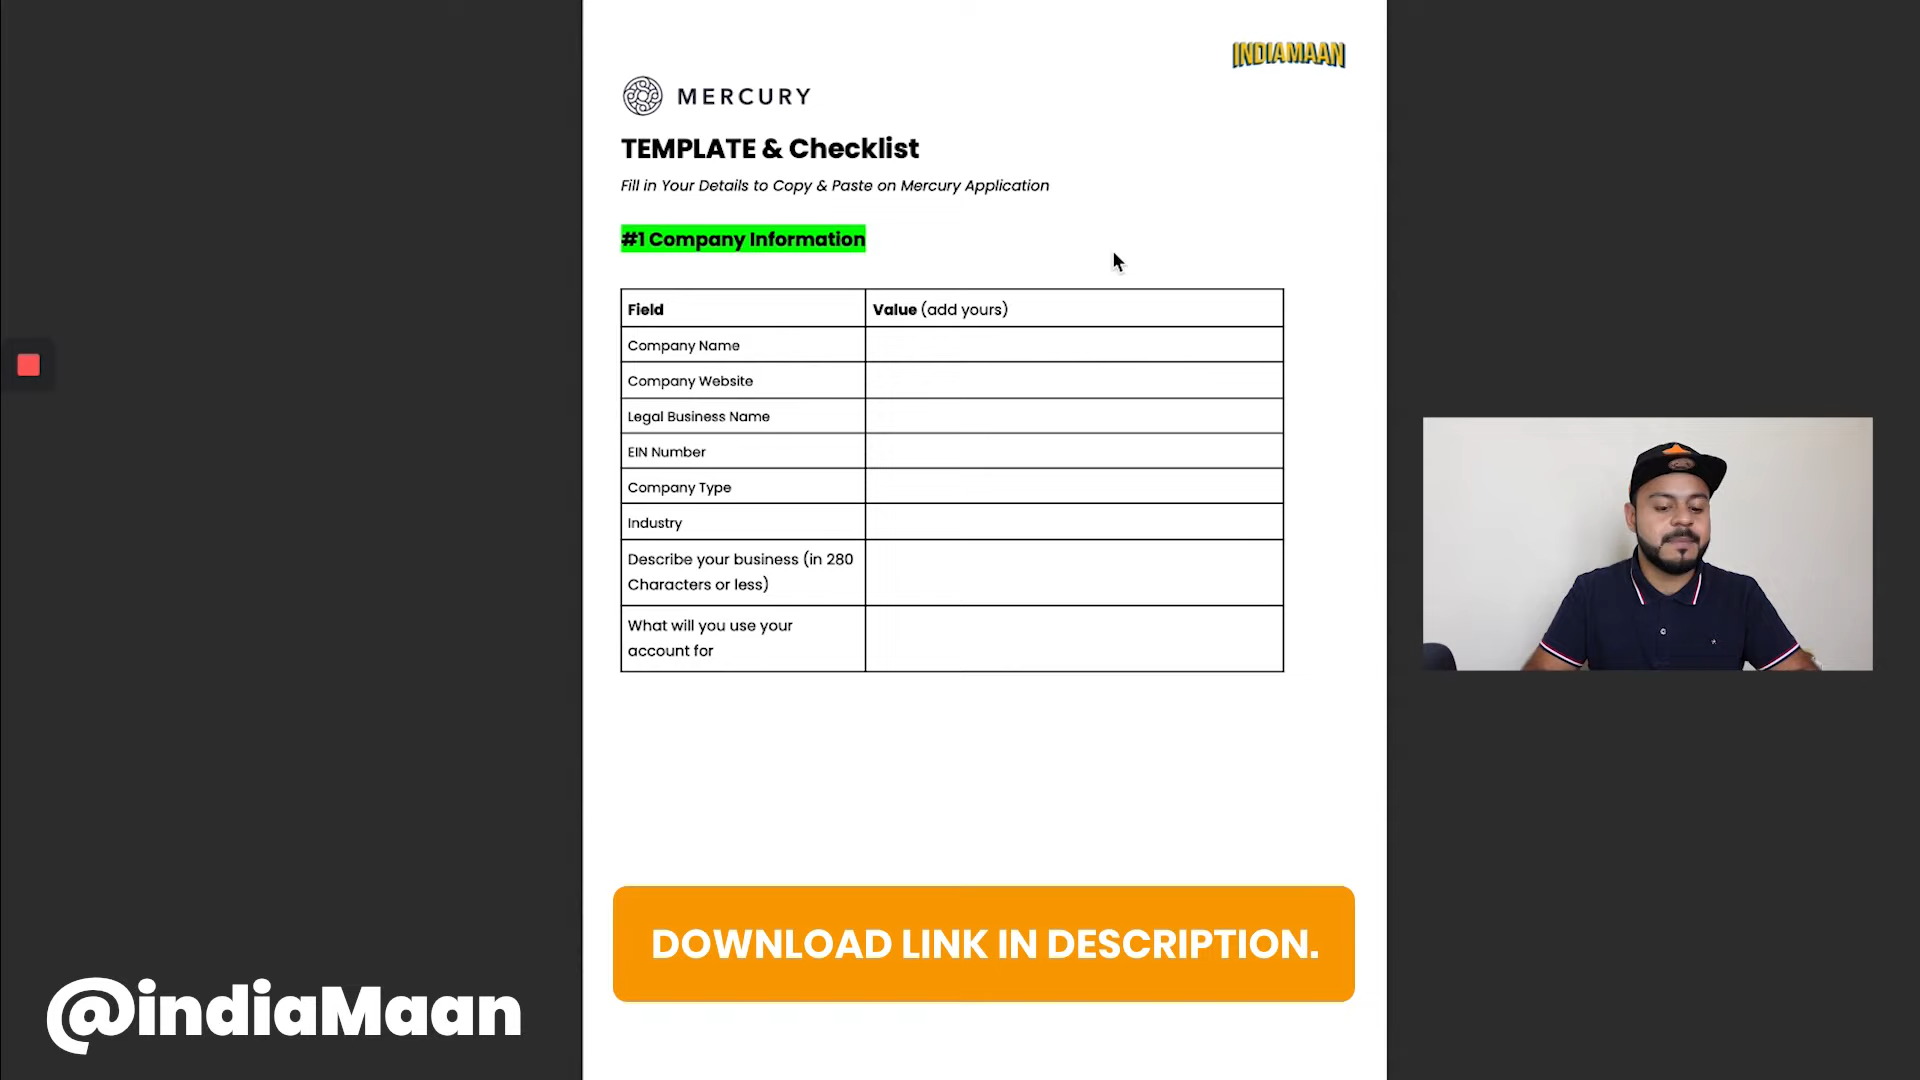 INDIAMAAN
MERCURY
TEMPLATE & Checklist
Fill in Your Details to Copy & Paste on Mercury Application
#1 Company Information
Field
Value (add yours)
Company Name
Company Website
Legal Business Name
EIN Number
Company Type
Industry
Describe your business (in 280
Characters or less)
What will you use your
account for
DOWNLOAD LINK IN DESCRIPTION.
@indiaMaan